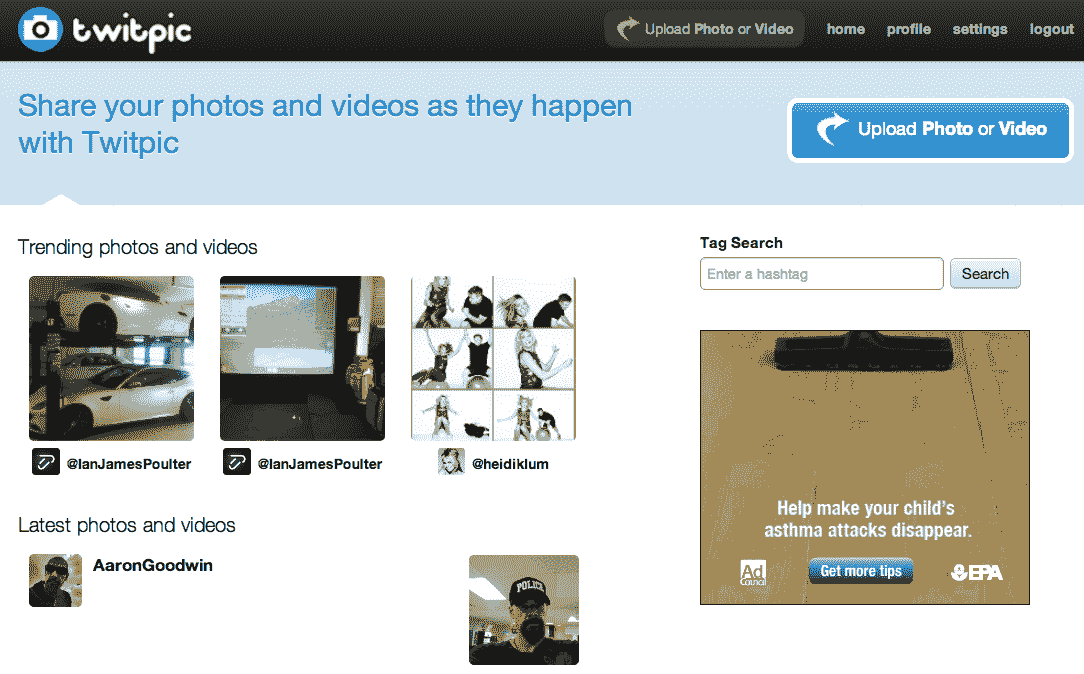 twitpic
Upload Photo or Video
home
profile
settings
logout
Share your photos and videos as they happen
with Twitpic
Upload Photo or Video
Trending photos and videos
@IanJamesPoulter
@IanJamesPoulter
@heidiklum
Latest photos and videos
AaronGoodwin
POLICE
Tag Search
Enter a hashtag
Search
Help make your child's
asthma attacks disappear.
Ad
Council
Get more tips
EPA